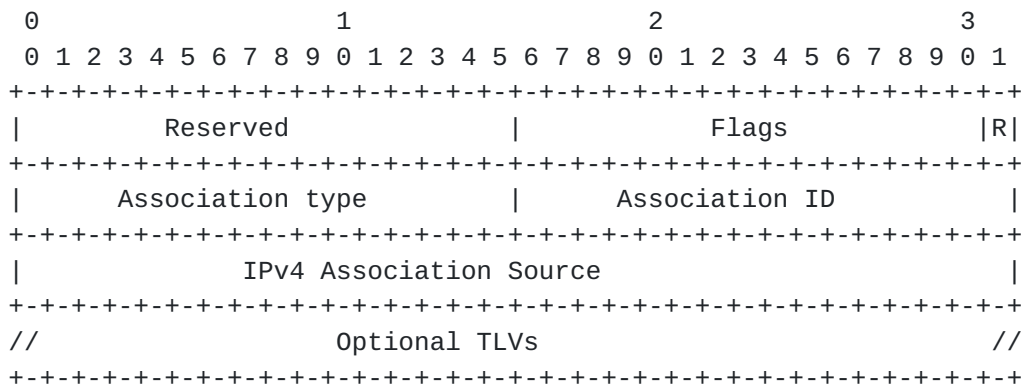 0                   1                   2                   3
 0 1 2 3 4 5 6 7 8 9 0 1 2 3 4 5 6 7 8 9 0 1 2 3 4 5 6 7 8 9 0 1
+-+-+-+-+-+-+-+-+-+-+-+-+-+-+-+-+-+-+-+-+-+-+-+-+-+-+-+-+-+-+-+-+
|         Reserved              |            Flags            |R|
+-+-+-+-+-+-+-+-+-+-+-+-+-+-+-+-+-+-+-+-+-+-+-+-+-+-+-+-+-+-+-+-+
|      Association type         |      Association ID           |
+-+-+-+-+-+-+-+-+-+-+-+-+-+-+-+-+-+-+-+-+-+-+-+-+-+-+-+-+-+-+-+-+
|              IPv4 Association Source                          |
+-+-+-+-+-+-+-+-+-+-+-+-+-+-+-+-+-+-+-+-+-+-+-+-+-+-+-+-+-+-+-+-+
//                   Optional TLVs                             //
+-+-+-+-+-+-+-+-+-+-+-+-+-+-+-+-+-+-+-+-+-+-+-+-+-+-+-+-+-+-+-+-+